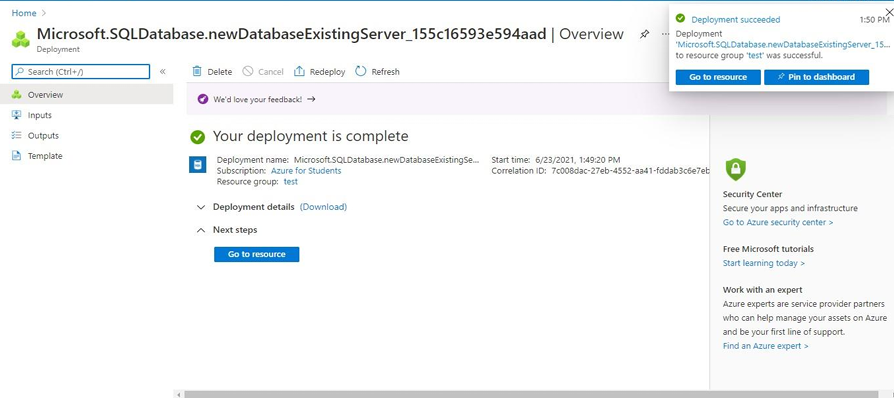 Home >
Microsoft.SQLDatabase.newDatabaseExistingServer_155c16593e594aad | Overview
Deployment
Search (Ctrl+/)
«
Overview
Inputs
Outputs
Template
Delete
Cancel
Redeploy
Refresh
We'd love your feedback! →
Your deployment is complete
Deployment name: Microsoft.SQLDatabase.newDatabaseExistingSe...
Subscription: Azure for Students
Resource group: test
Start time: 6/23/2021, 1:49:20 PM
Correlation ID: 7c008dac-27eb-4552-aa41-fddab3c6e7eb
Deployment details (Download)
Next steps
Go to resource
Deployment succeeded
1:50 PM
Deployment
'Microsoft.SQLDatabase.newDatabaseExistingServer_15...
to resource group 'test' was successful.
Go to resource
Pin to dashboard
Security Center
Secure your apps and infrastructure
Go to Azure security center >
Free Microsoft tutorials
Start learning today >
Work with an expert
Azure experts are service provider partners
who can help manage your assets on Azure
and be your first line of support.
Find an Azure expert >